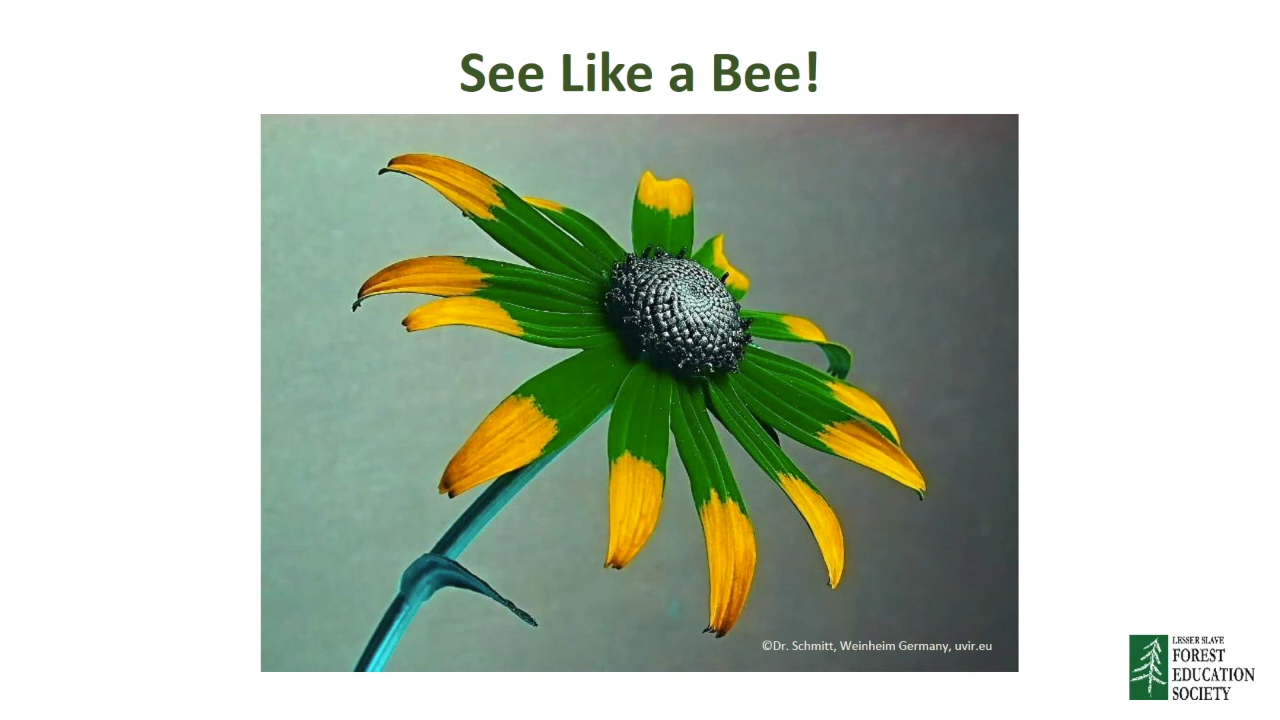 See Like a Bee!
©Dr. Schmitt, Weinheim Germany, uvir.eu
LESSER SLAVE
FOREST
EDUCATION
SOCIETY